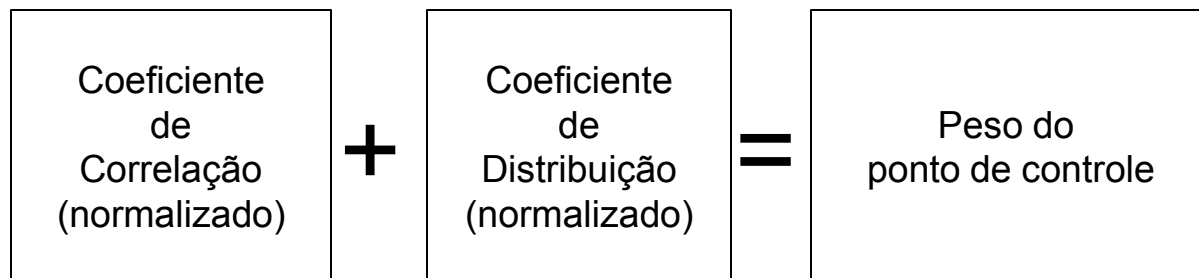 Coeficiente
de
Correlação
(normalizado)
+
Coeficiente
de
Distribuição
(normalizado)
=
Peso do
ponto de controle